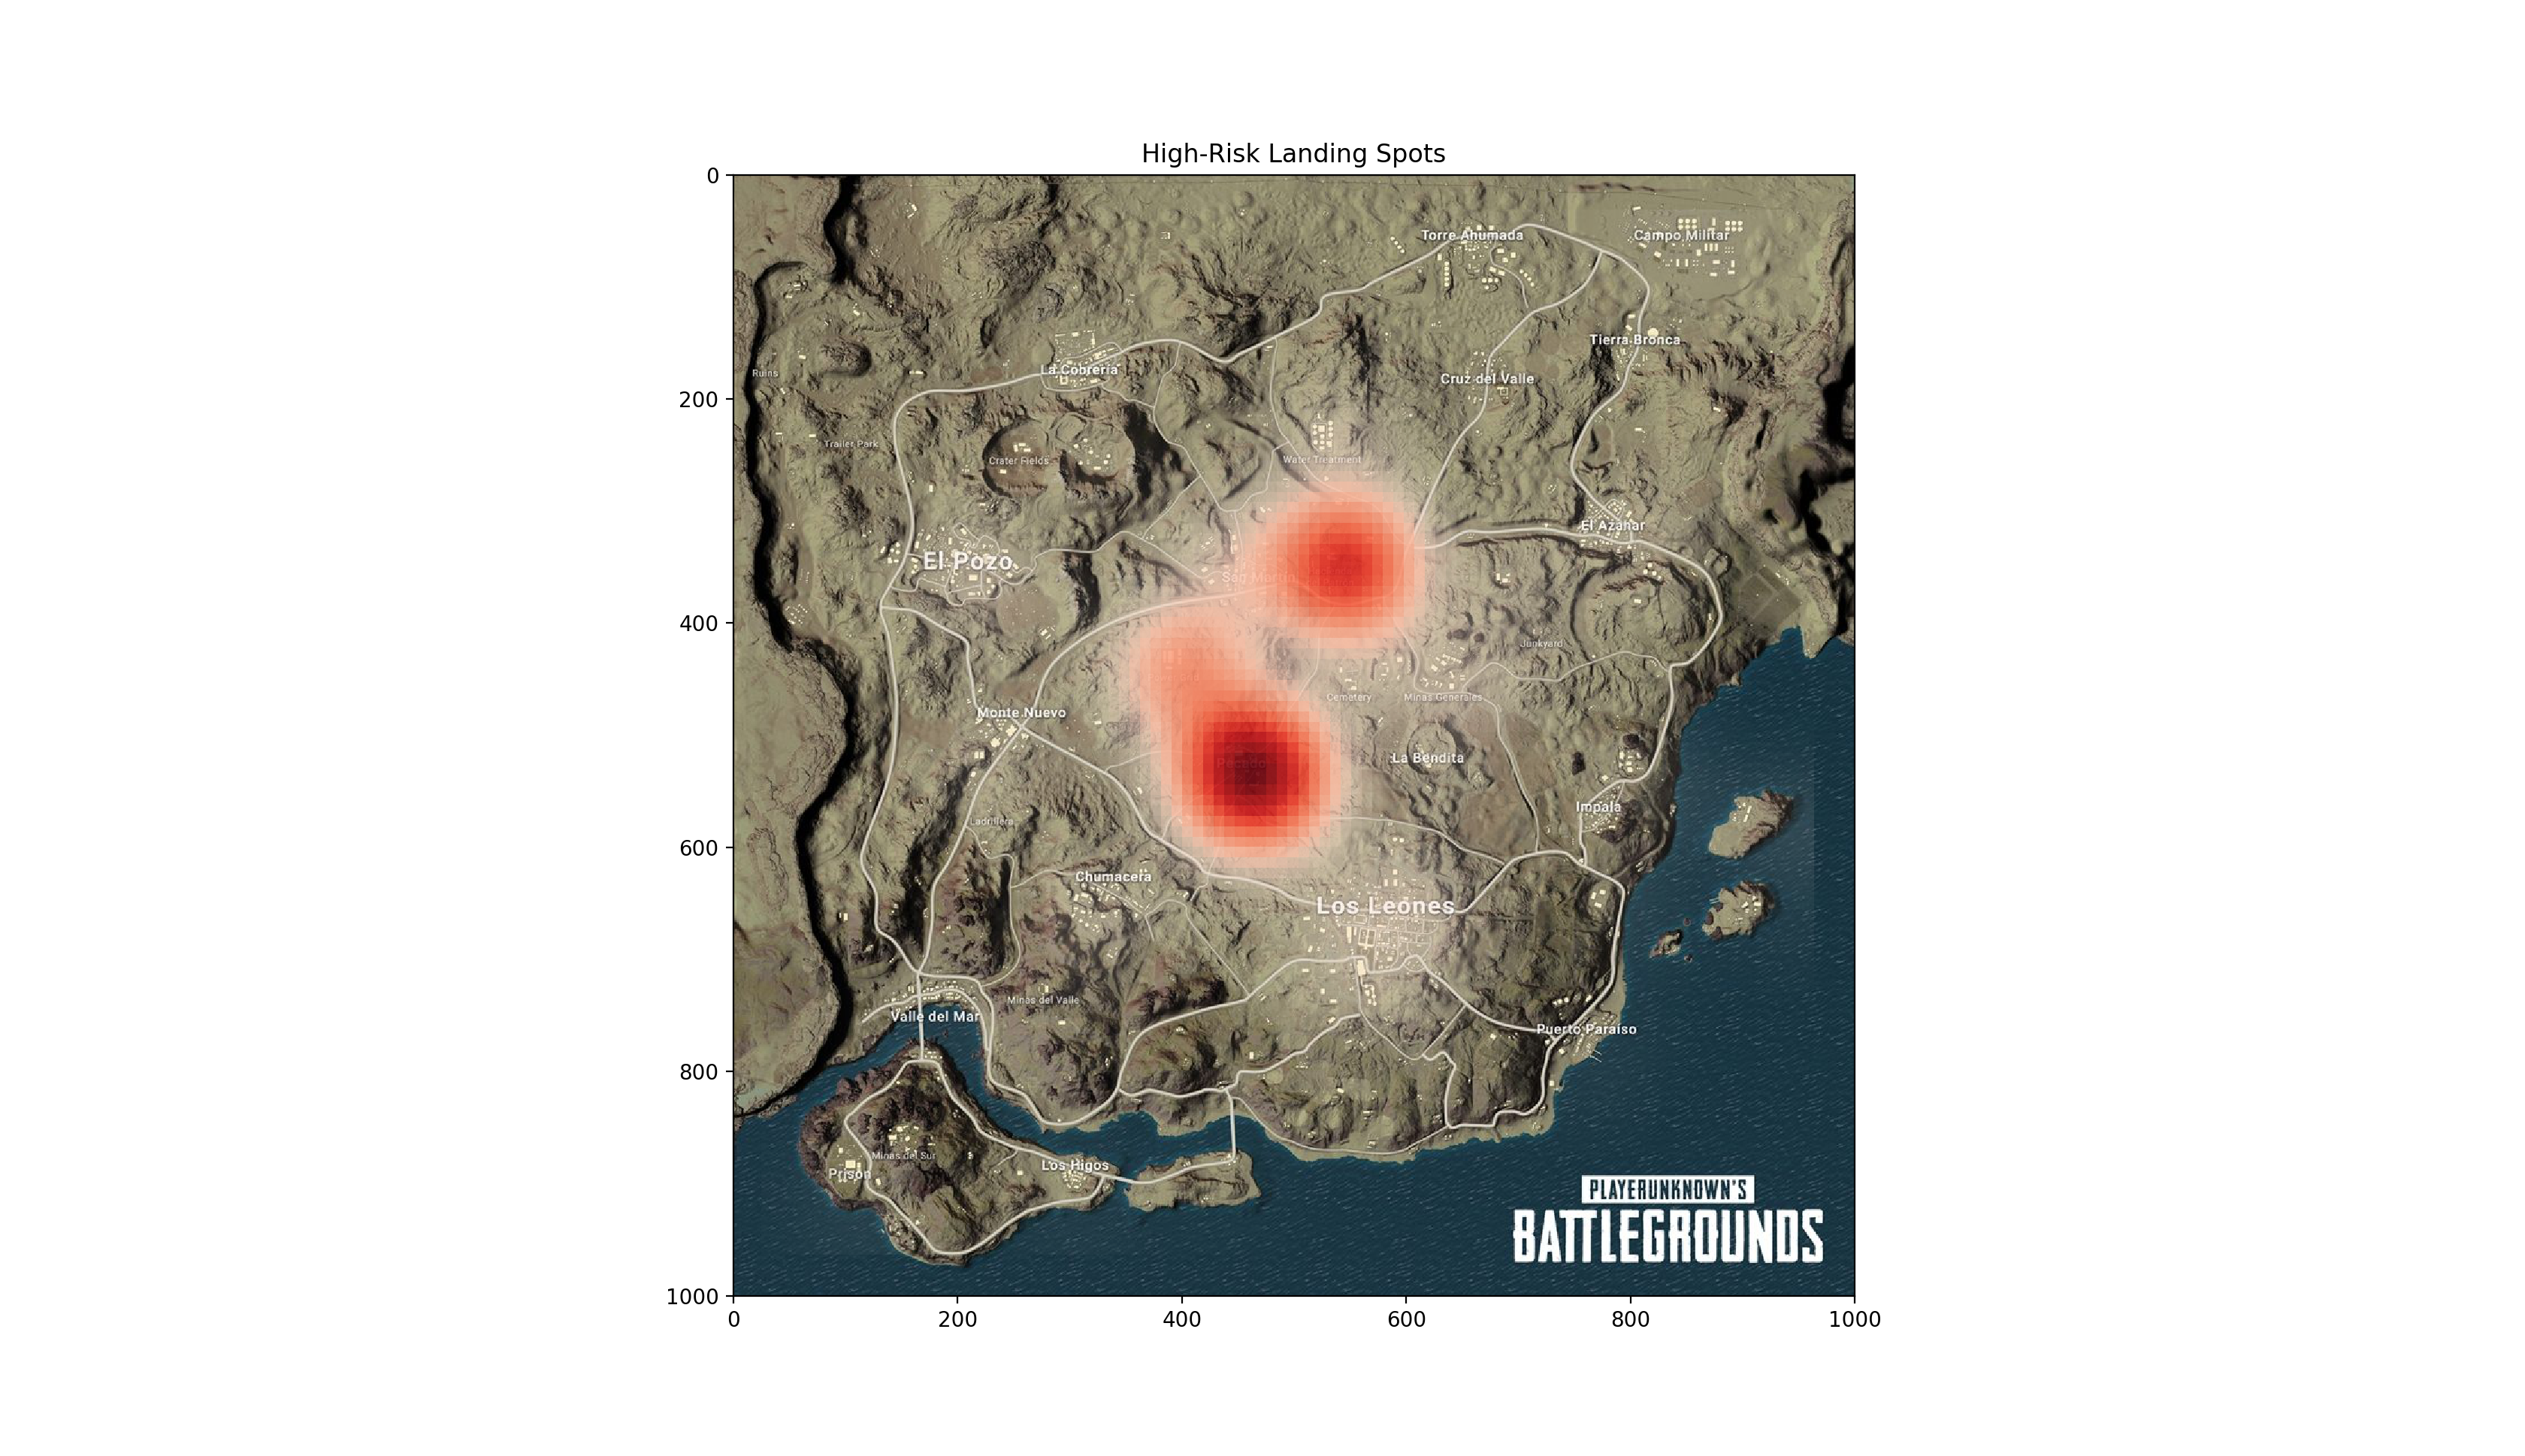 High-Risk Landing Spots
0
200
400
600
800
1000
0
200
400
600
800
1000
Torre Ahumada
Campo Militar
Tierra Bronca
La Cobreria
Ruins
Cruz del Valle
Trailer Park
Crater Fields
Water Treatment
El Azahar
El Pozo
San Martin
Junkyard
Cemetery
Minas Generales
Monte Nuevo
La Bendita
Pecado
Impala
Ladrillera
Chumacera
Los Leones
Minas del Valle
Valle del Mar
Puerto Paraiso
Minas del Sur
Los Higos
Prison
PLAYERUNKNOWN'S
BATTLEGROUNDS